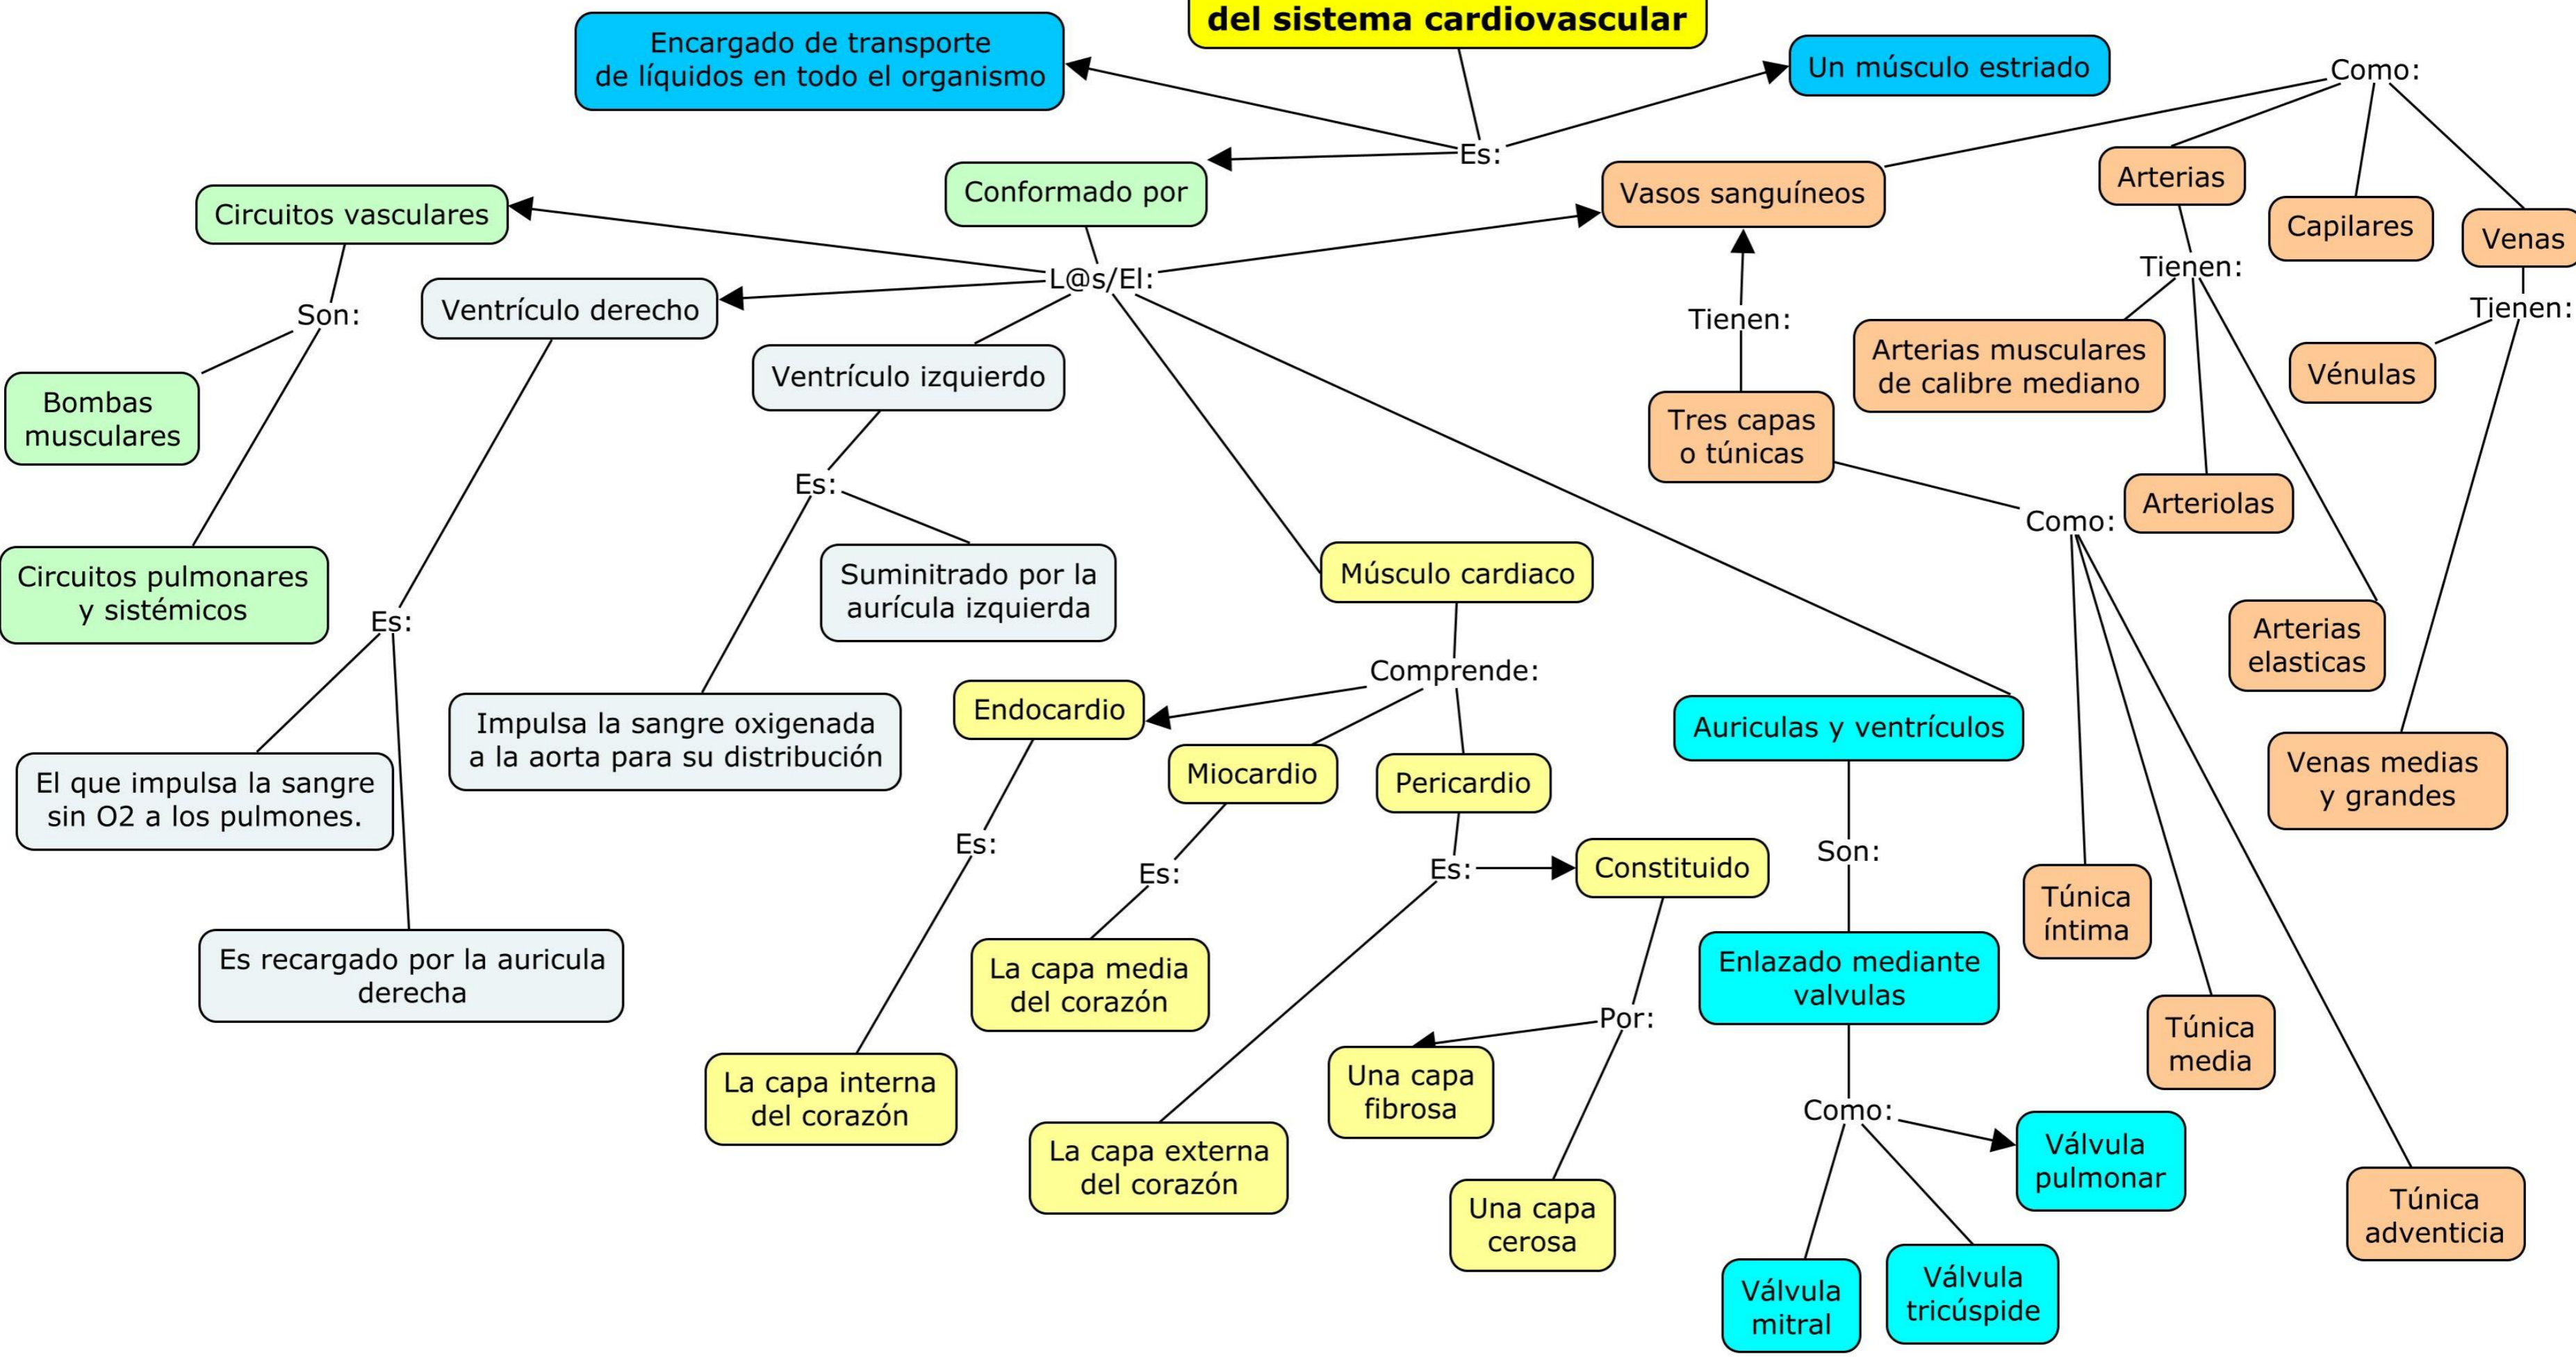 del sistema cardiovascular
Encargado de transporte
de líquidos en todo el organismo
Un músculo estriado
Como:
Es:
Conformado por
Vasos sanguíneos
Arterias
Circuitos vasculares
Capilares
Venas
L@s/El:
Tienen:
Ventrículo derecho
Son:
Tienen:
Tienen:
Ventrículo izquierdo
Arterias musculares
de calibre mediano
Vénulas
Bombas
musculares
Tres capas
o túnicas
Es:
Arteriolas
Como:
Circuitos pulmonares
y sistémicos
Suminitrado por la
aurícula izquierda
Músculo cardiaco
Es:
Arterias
elasticas
Comprende:
Endocardio
Impulsa la sangre oxigenada
a la aorta para su distribución
Auriculas y ventrículos
Miocardio
Pericardio
Venas medias
y grandes
El que impulsa la sangre
sin O2 a los pulmones.
Es:
Es:
Es:
Constituido
Son:
Túnica
íntima
Es recargado por la auricula
derecha
La capa media
del corazón
Enlazado mediante
valvulas
Por:
Túnica
media
La capa interna
del corazón
Una capa
fibrosa
Como:
La capa externa
del corazón
Válvula
pulmonar
Una capa
cerosa
Túnica
adventicia
Válvula
mitral
Válvula
tricúspide